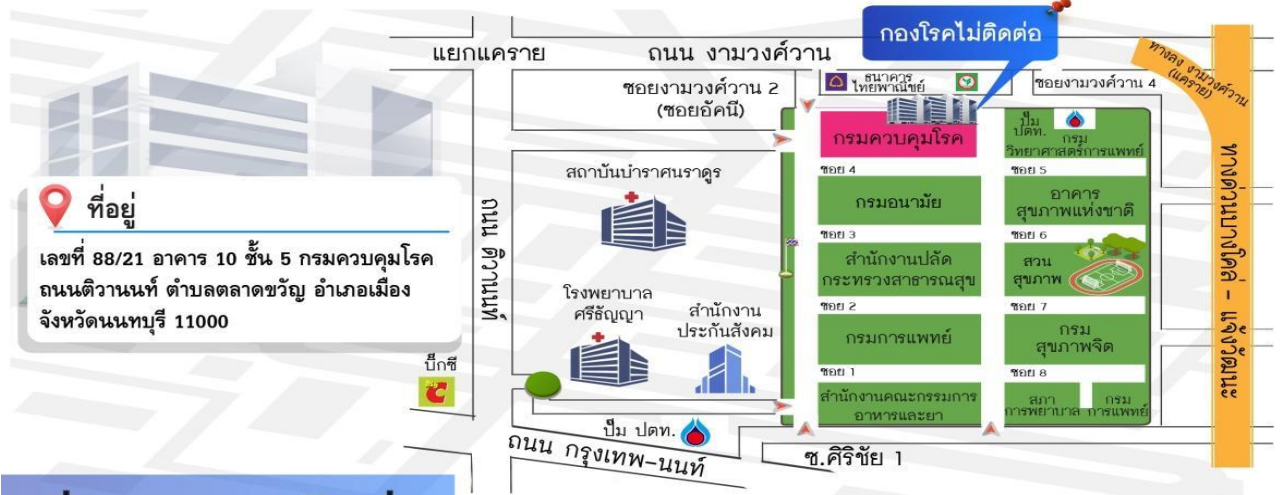 กองโรคไม่ติดต่อ
แยกแคราย
ถนน งามวงศ์วาน
ทางลง งามวงศ์วาน
(แคราย)
ซอยงามวงศ์วาน 2
(ซอยอัคนี)
ธนาคาร
ไทยพาณิชย์
ซอยงามวงศ์วาน 4
กรมควบคุมโรค
ปั๊ม
ปตท.
กรม
วิทยาศาสตร์การแพทย์
สถาบันบำราศนราดูร
ซอย 4
ซอย 5
กรมอนามัย
อาคาร
สุขภาพแห่งชาติ
ที่อยู่
เลขที่ 88/21 อาคาร 10 ชั้น 5 กรมควบคุมโรค
ถนนติวานนท์ ตำบลตลาดขวัญ อำเภอเมือง
จังหวัดนนทบุรี 11000
ถนน ติวานนท์
ซอย 3
ซอย 6
สำนักงานปลัด
กระทรวงสาธารณสุข
สวน
สุขภาพ
ทางด่วนบางโคล่ - แจ้งวัฒนะ
โรงพยาบาล
ศรีธัญญา
สำนักงาน
ประกันสังคม
ซอย 2
ซอย 7
กรมการแพทย์
กรม
สุขภาพจิต
บิ๊กซี
Big
C
ซอย 1
ซอย 8
สำนักงานคณะกรรมการ
อาหารและยา
สภา
การพยาบาล
กรม
การแพทย์
ปั๊ม ปตท.
ถนน กรุงเทพ-นนท์
ซ.ศิริชัย 1